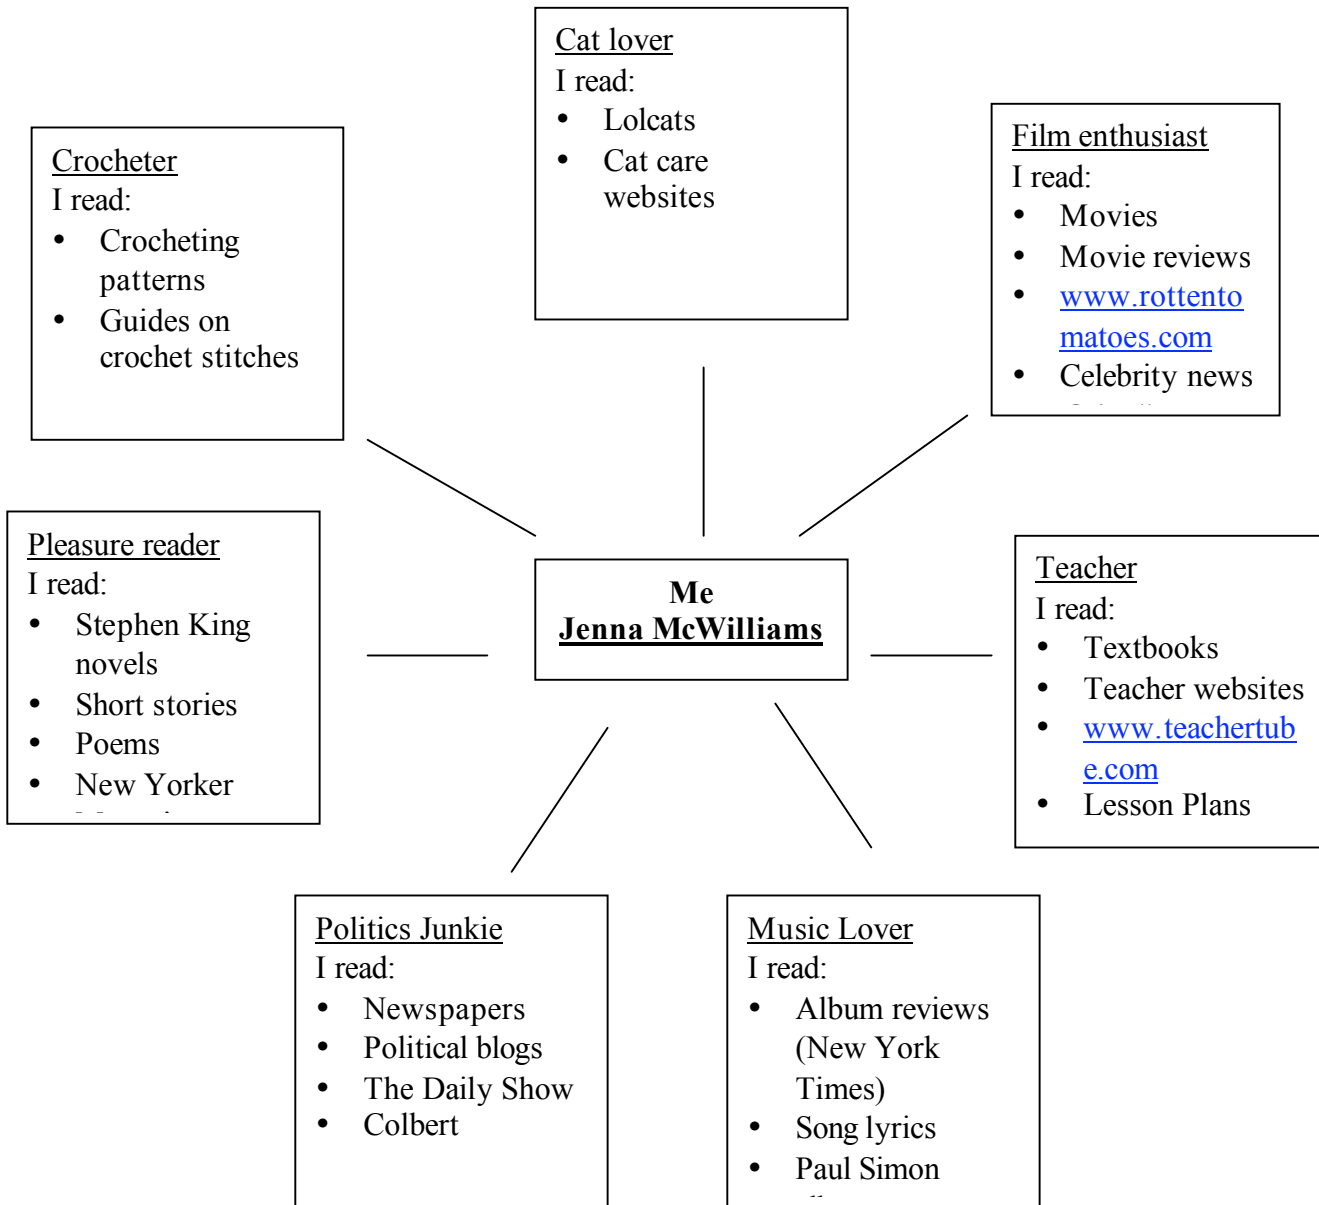 Cat lover
I read:
• Lolcats
• Cat care
websites
Film enthusiast
I read:
• Movies
• Movie reviews
• www.rottento
matoes.com
• Celebrity news
Crocheter
I read:
• Crocheting
patterns
• Guides on
crochet stitches
Pleasure reader
I read:
• Stephen King
novels
• Short stories
• Poems
• New Yorker
Me
Jenna McWilliams
Teacher
I read:
• Textbooks
• Teacher websites
• www.teachertub
e.com
• Lesson Plans
Politics Junkie
I read:
• Newspapers
• Political blogs
• The Daily Show
• Colbert
Music Lover
I read:
• Album reviews
(New York
Times)
• Song lyrics
• Paul Simon